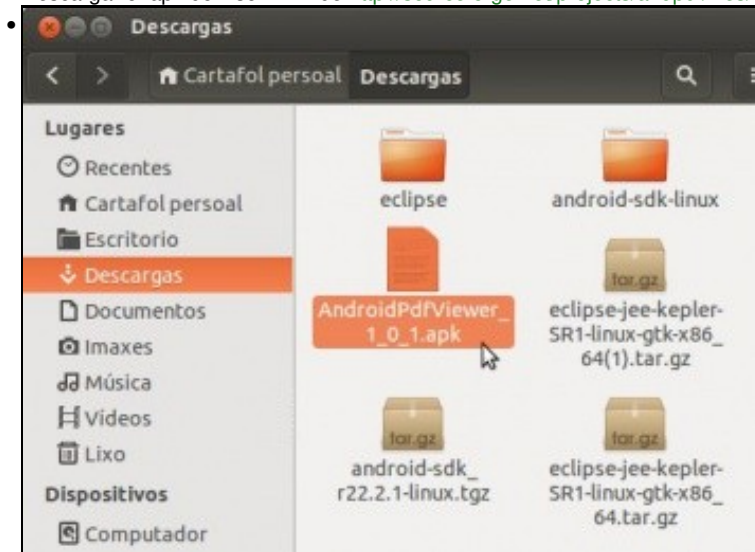 Descargas
Cartafol persoal Descargas
Lugares
Recentes
Cartafol persoal
Escritorio
Descargas
Documentos
Imaxes
Música
Vídeos
Lixo
Dispositivos
Computador
eclipse
android-sdk-linux
AndroidPdfViewer_
1_0_1.apk
tar.gz
eclipse-jee-kepler-
SR1-linux-gtk-x86_
64(1).tar.gz
tar.gz
android-sdk_
r22.2.1-linux.tgz
tar.gz
eclipse-jee-kepler-
SR1-linux-gtk-x86_
64.tar.gz